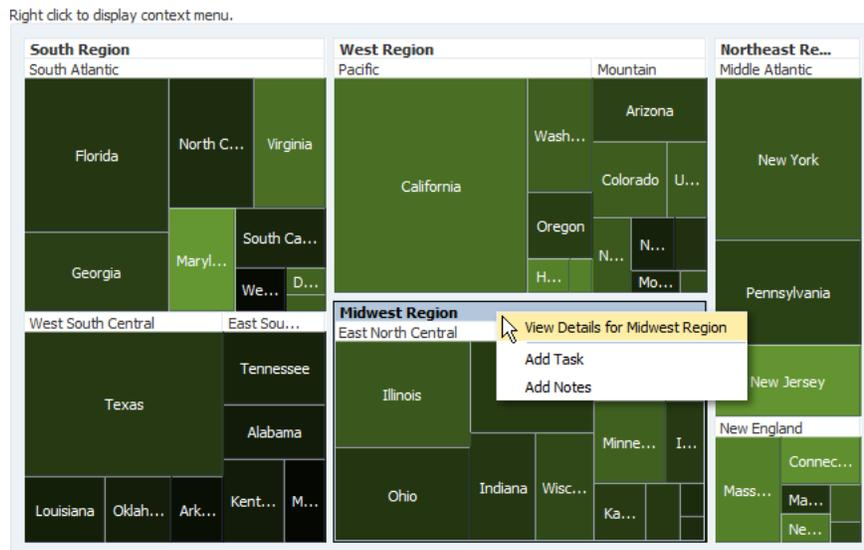 Right click to display context menu.
South Region
South Atlantic
Florida
North C...
Virginia
Georgia
Maryl...
South Ca...
We...
D...
West South Central
East Sou...
Texas
Tennessee
Alabama
Louisiana
Oklah...
Ark...
Kent...
M...
West Region
Pacific
Mountain
California
Wash...
Oregon
H...
Arizona
Colorado
U...
N...
N...
Mo...
Midwest Region
East North Central
Illinois
Ohio
Indiana
Wisc...
Minne...
I...
Ka...
View Details for Midwest Region
Add Task
Add Notes
Northeast Re...
Middle Atlantic
New York
Pennsylvania
New Jersey
New England
Mass...
Connec...
Ma...
Ne...